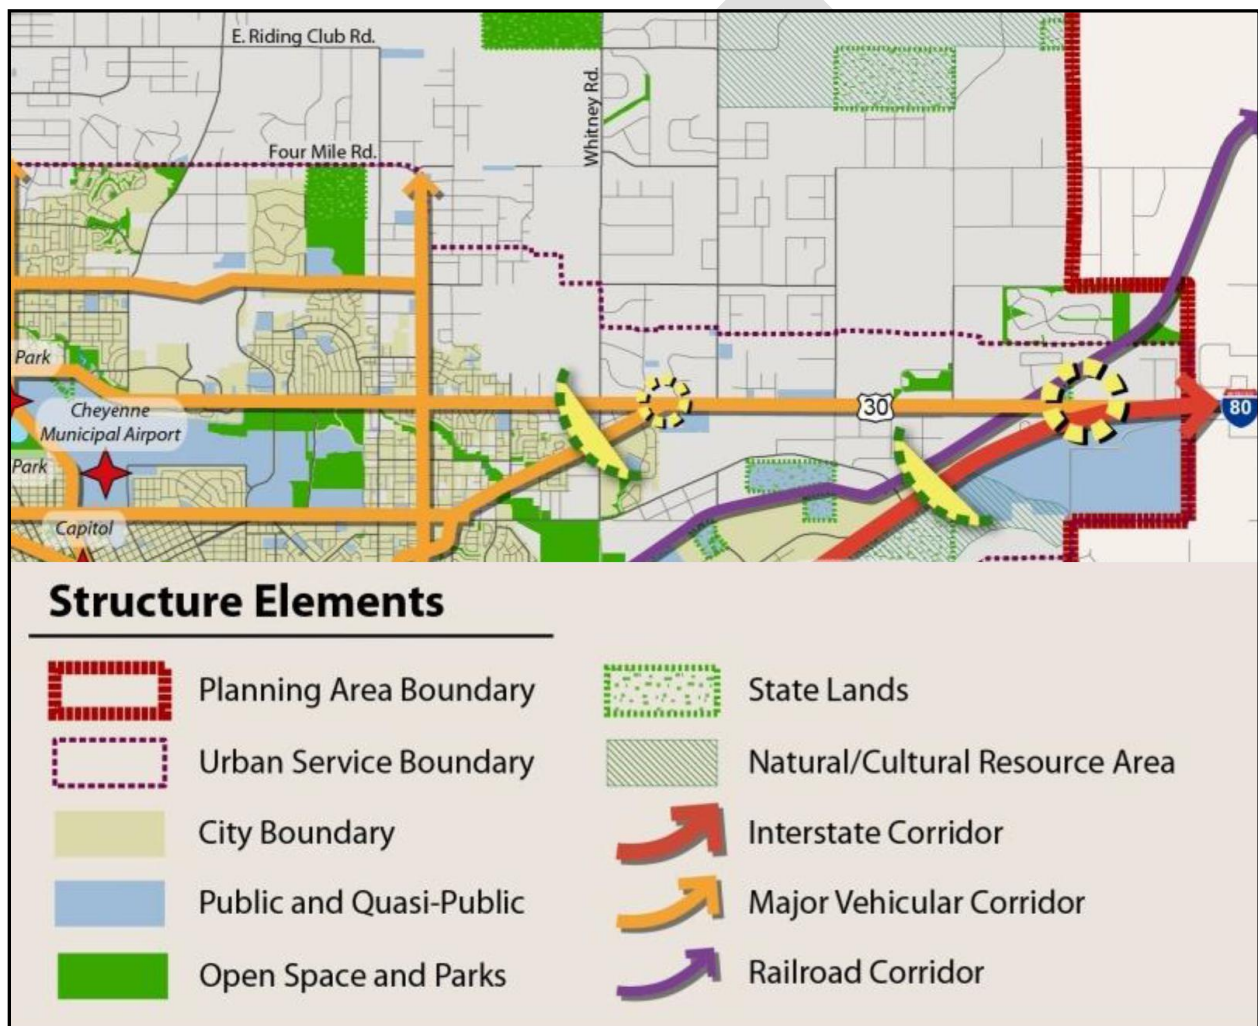 E. Riding Club Rd.
Whitney Rd.
Four Mile Rd.
Park
Cheyenne
Municipal Airport
30
80
Park
Capitol
Structure Elements
Planning Area Boundary
State Lands
Urban Service Boundary
Natural/Cultural Resource Area
City Boundary
Interstate Corridor
Public and Quasi-Public
Major Vehicular Corridor
Open Space and Parks
Railroad Corridor